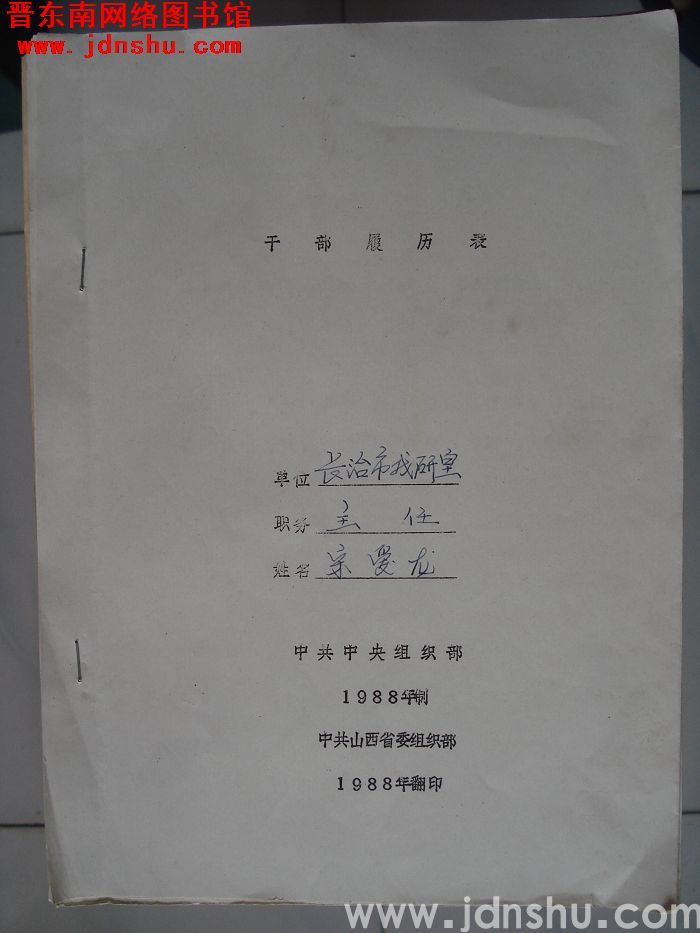 晋东南网络图书馆
www. jdnshu. com
干部履历表
单位 长治市教研室
职务 主任
姓名 宋爱龙
中共中央组织部
1988年制
中共山西省委组织部
1988年翻印
www.jdnshu.com